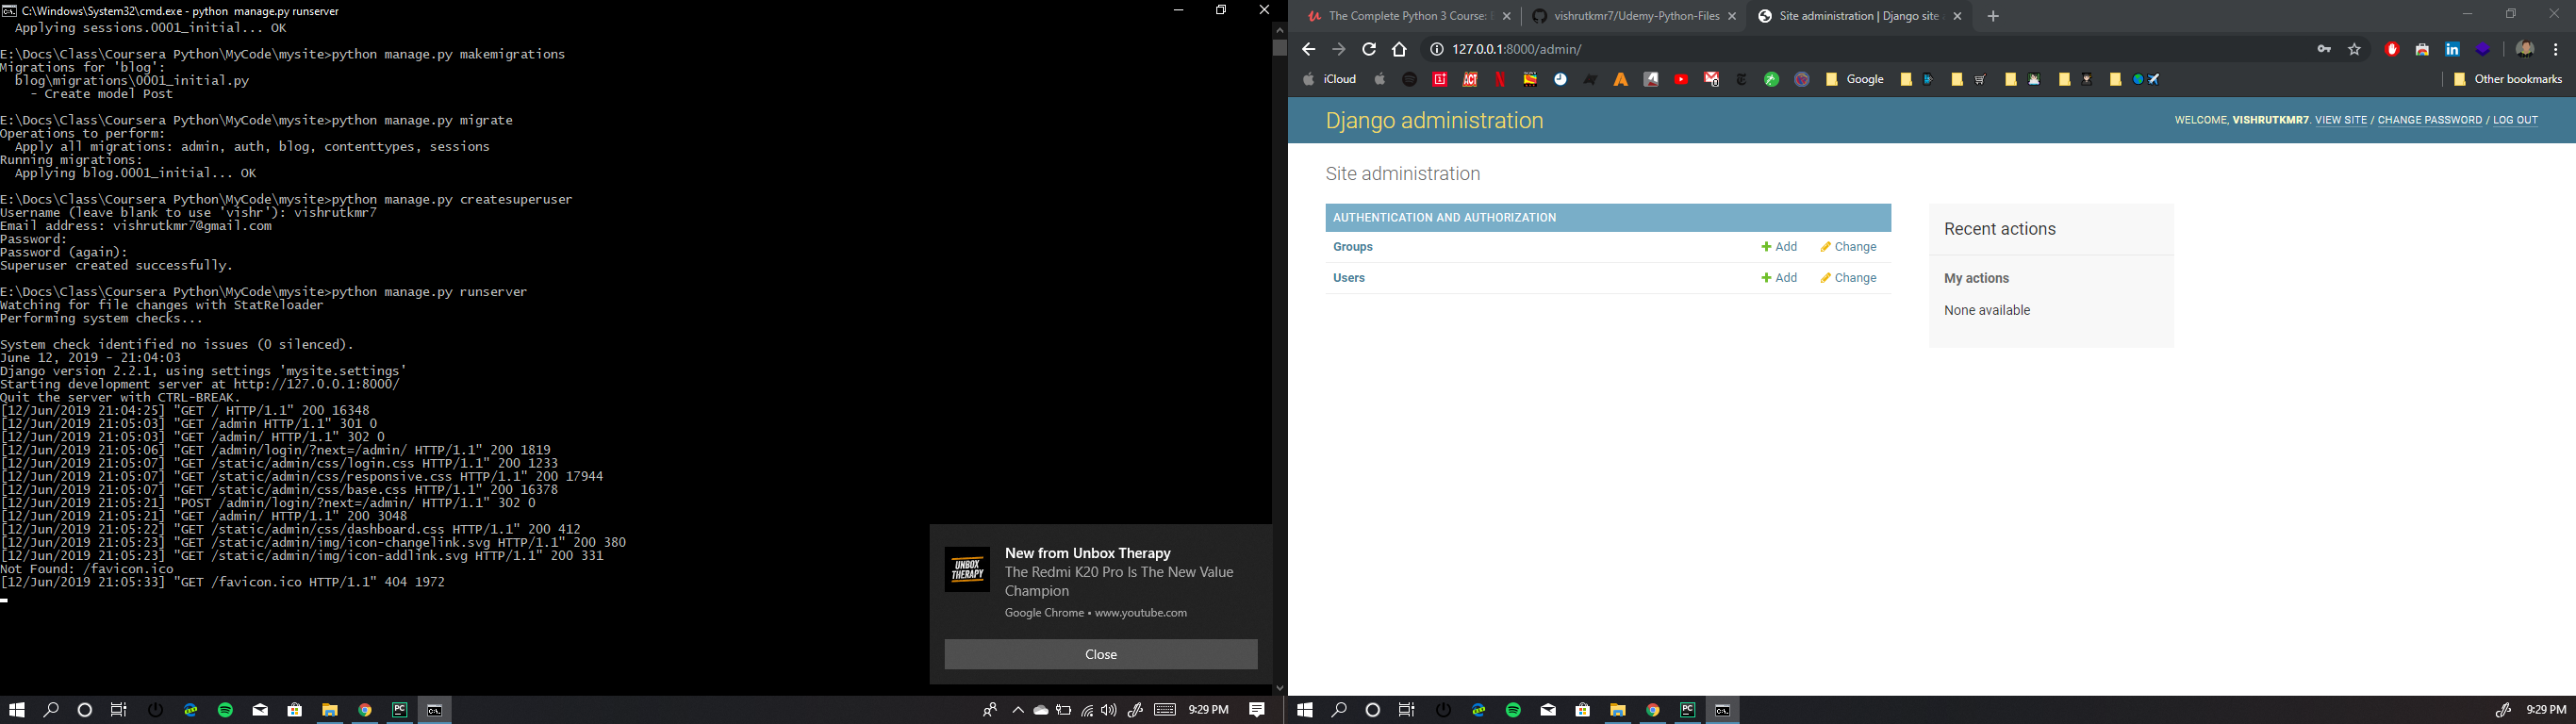 C:\Windows\System32\cmd.exe - python  manage.py runserver
  Applying sessions.0001_initial... OK
E:\Docs\Class\Coursera Python\MyCode\mysite>python manage.py makemigrations
Migrations for 'blog':
  blog\migrations\0001_initial.py
    - Create model Post
E:\Docs\Class\Coursera Python\MyCode\mysite>python manage.py migrate
Operations to perform:
  Apply all migrations: admin, auth, blog, contenttypes, sessions
Running migrations:
  Applying blog.0001_initial... OK
E:\Docs\Class\Coursera Python\MyCode\mysite>python manage.py createsuperuser
Username (leave blank to use 'vishr'): vishrutkmr7
Email address: vishrutkmr7@gmail.com
Password:
Password (again):
Superuser created successfully.
E:\Docs\Class\Coursera Python\MyCode\mysite>python manage.py runserver
Watching for file changes with StatReloader
Performing system checks...
System check identified no issues (0 silenced).
June 12, 2019 - 21:04:03
Django version 2.2.1, using settings 'mysite.settings'
Starting development server at http://127.0.0.1:8000/
Quit the server with CTRL-BREAK.
[12/Jun/2019 21:04:25] "GET / HTTP/1.1" 200 16348
[12/Jun/2019 21:05:03] "GET /admin HTTP/1.1" 301 0
[12/Jun/2019 21:05:03] "GET /admin/ HTTP/1.1" 302 0
[12/Jun/2019 21:05:06] "GET /admin/login/?next=/admin/ HTTP/1.1" 200 1819
[12/Jun/2019 21:05:07] "GET /static/admin/css/login.css HTTP/1.1" 200 1233
[12/Jun/2019 21:05:07] "GET /static/admin/css/responsive.css HTTP/1.1" 200 17944
[12/Jun/2019 21:05:07] "GET /static/admin/css/base.css HTTP/1.1" 200 16378
[12/Jun/2019 21:05:21] "POST /admin/login/?next=/admin/ HTTP/1.1" 302 0
[12/Jun/2019 21:05:21] "GET /admin/ HTTP/1.1" 200 3048
[12/Jun/2019 21:05:22] "GET /static/admin/css/dashboard.css HTTP/1.1" 200 412
[12/Jun/2019 21:05:23] "GET /static/admin/img/icon-changelink.svg HTTP/1.1" 200 380
[12/Jun/2019 21:05:23] "GET /static/admin/img/icon-addlink.svg HTTP/1.1" 200 331
Not Found: /favicon.ico
[12/Jun/2019 21:05:33] "GET /favicon.ico HTTP/1.1" 404 1972
UNBOX THERAPY
New from Unbox Therapy
The Redmi K20 Pro Is The New Value
Champion
Google Chrome • www.youtube.com
Close
9:29 PM
The Complete Python 3 Course:
vishrutkmr7/Udemy-Python-Files
Site administration | Django site
127.0.0.1:8000/admin/
iCloud
Google
Other bookmarks
Django administration
WELCOME, VISHRUTKMR7. VIEW SITE / CHANGE PASSWORD / LOG OUT
Site administration
AUTHENTICATION AND AUTHORIZATION
Groups Add Change
Users Add Change
Recent actions
My actions
None available
9:29 PM